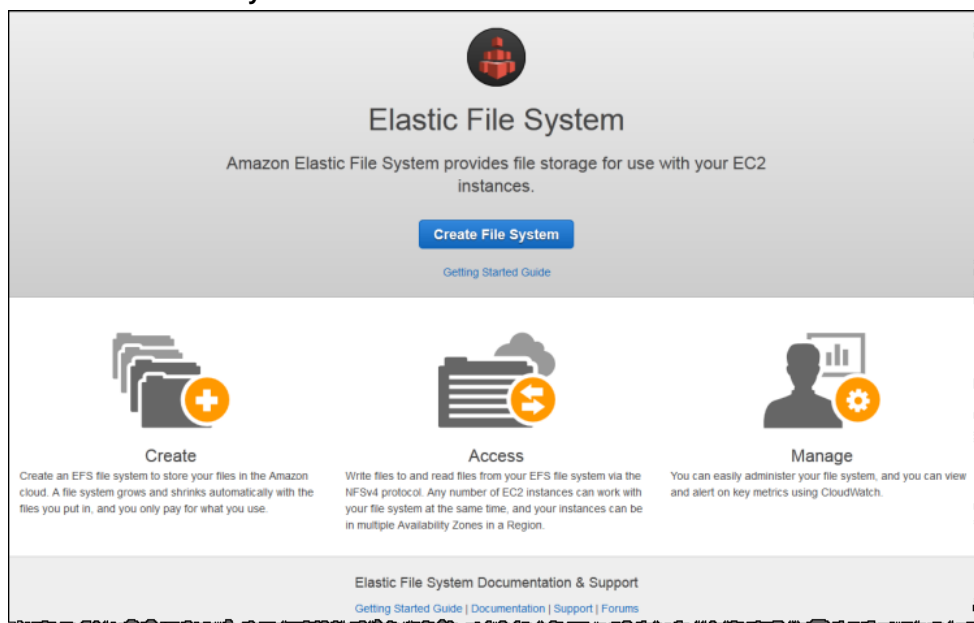 Elastic File System
Amazon Elastic File System provides file storage for use with your EC2
instances.
Create File System
Getting Started Guide
Create
Create an EFS file system to store your files in the Amazon
cloud. A file system grows and shrinks automatically with the
files you put in, and you only pay for what you use.
Access
Write files to and read files from your EFS file system via the
NFSv4 protocol. Any number of EC2 instances can work with
your file system at the same time, and your instances can be
in multiple Availability Zones in a Region.
Manage
You can easily administer your file system, and you can view
and alert on key metrics using CloudWatch.
Elastic File System Documentation & Support
Getting Started Guide | Documentation | Support | Forums